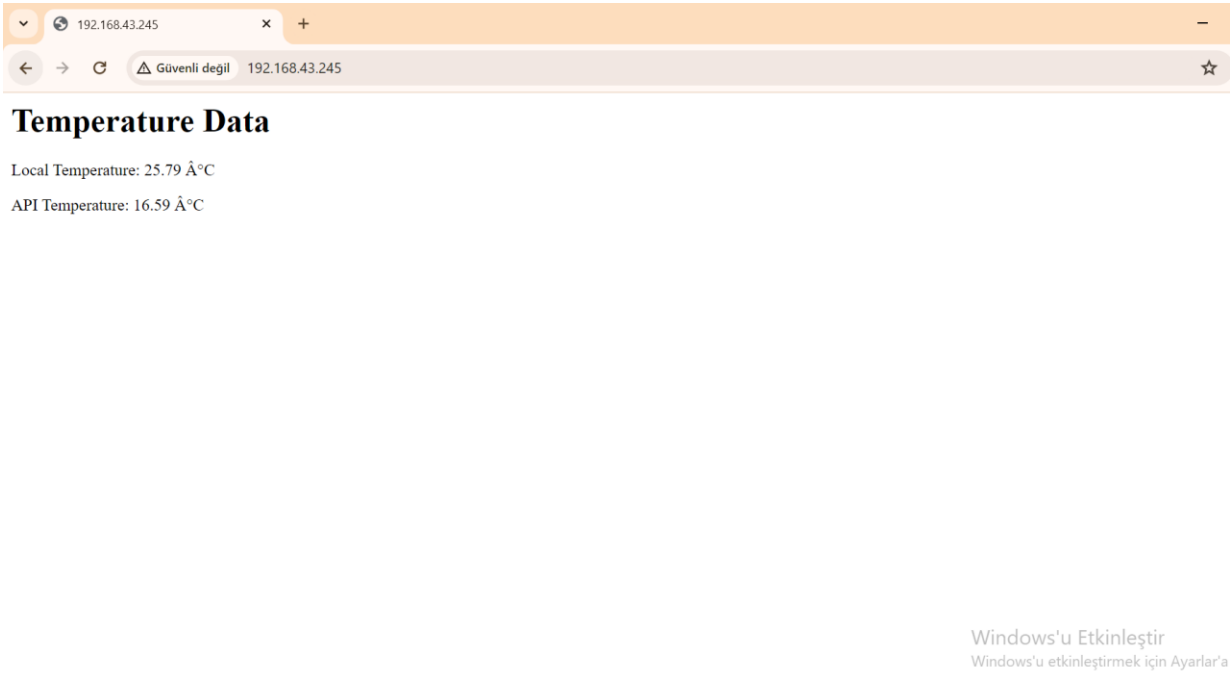 192.168.43.245
Güvenli değil 192.168.43.245
Temperature Data
Local Temperature: 25.79 Â°C
API Temperature: 16.59 Â°C
Windows'u Etkinleştir
Windows'u etkinleştirmek için Ayarlar'a